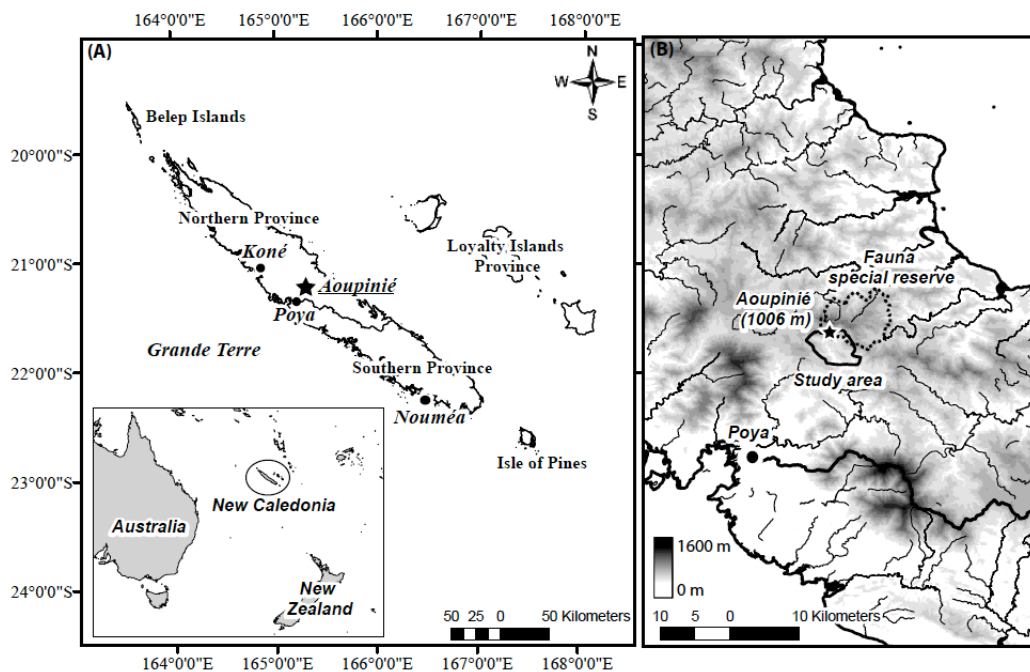 164°0'0"E 165°0'0"E 166°0'0"E 167°0'0"E 168°0'0"E
(A)
N
W E
S
Belep Islands
20°0'0"S
Northern Province
Koné
Loyalty Islands
Province
21°0'0"S
Aoupinié
Poya
Grande Terre
22°0'0"S
Southern Province
Nouméa
Isle of Pines
23°0'0"S
New Caledonia
Australia
New
Zealand
24°0'0"S
50 25 0 50 Kilometers
164°0'0"E 165°0'0"E 166°0'0"E 167°0'0"E 168°0'0"E
(B)
Fauna
special reserve
Aoupinié
(1006 m)
Study area
Poya
1600 m
0 m
10 5 0 10 Kilometers